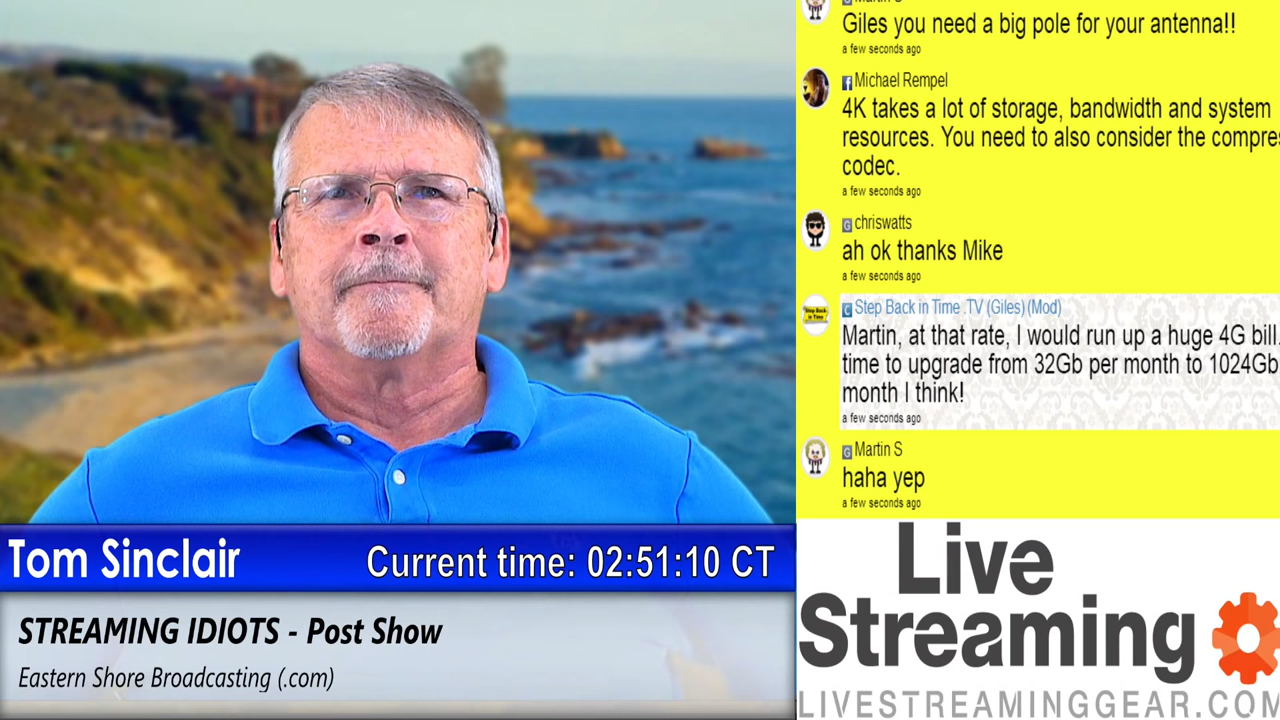 Martin S
Giles you need a big pole for your antenna!!
a few seconds ago
Michael Rempel
4K takes a lot of storage, bandwidth and system
resources. You need to also consider the compres
codec.
a few seconds ago
chriswatts
ah ok thanks Mike
a few seconds ago
Step Back in Time .TV (Giles) (Mod)
Martin, at that rate, I would run up a huge 4G bill.
time to upgrade from 32Gb per month to 1024Gb
month I think!
a few seconds ago
Martin S
haha yep
a few seconds ago
Tom Sinclair
Current time: 02:51:10 CT
STREAMING IDIOTS - Post Show
Eastern Shore Broadcasting (.com)
Live
Streaming
LIVESTREAMINGGEAR.COM